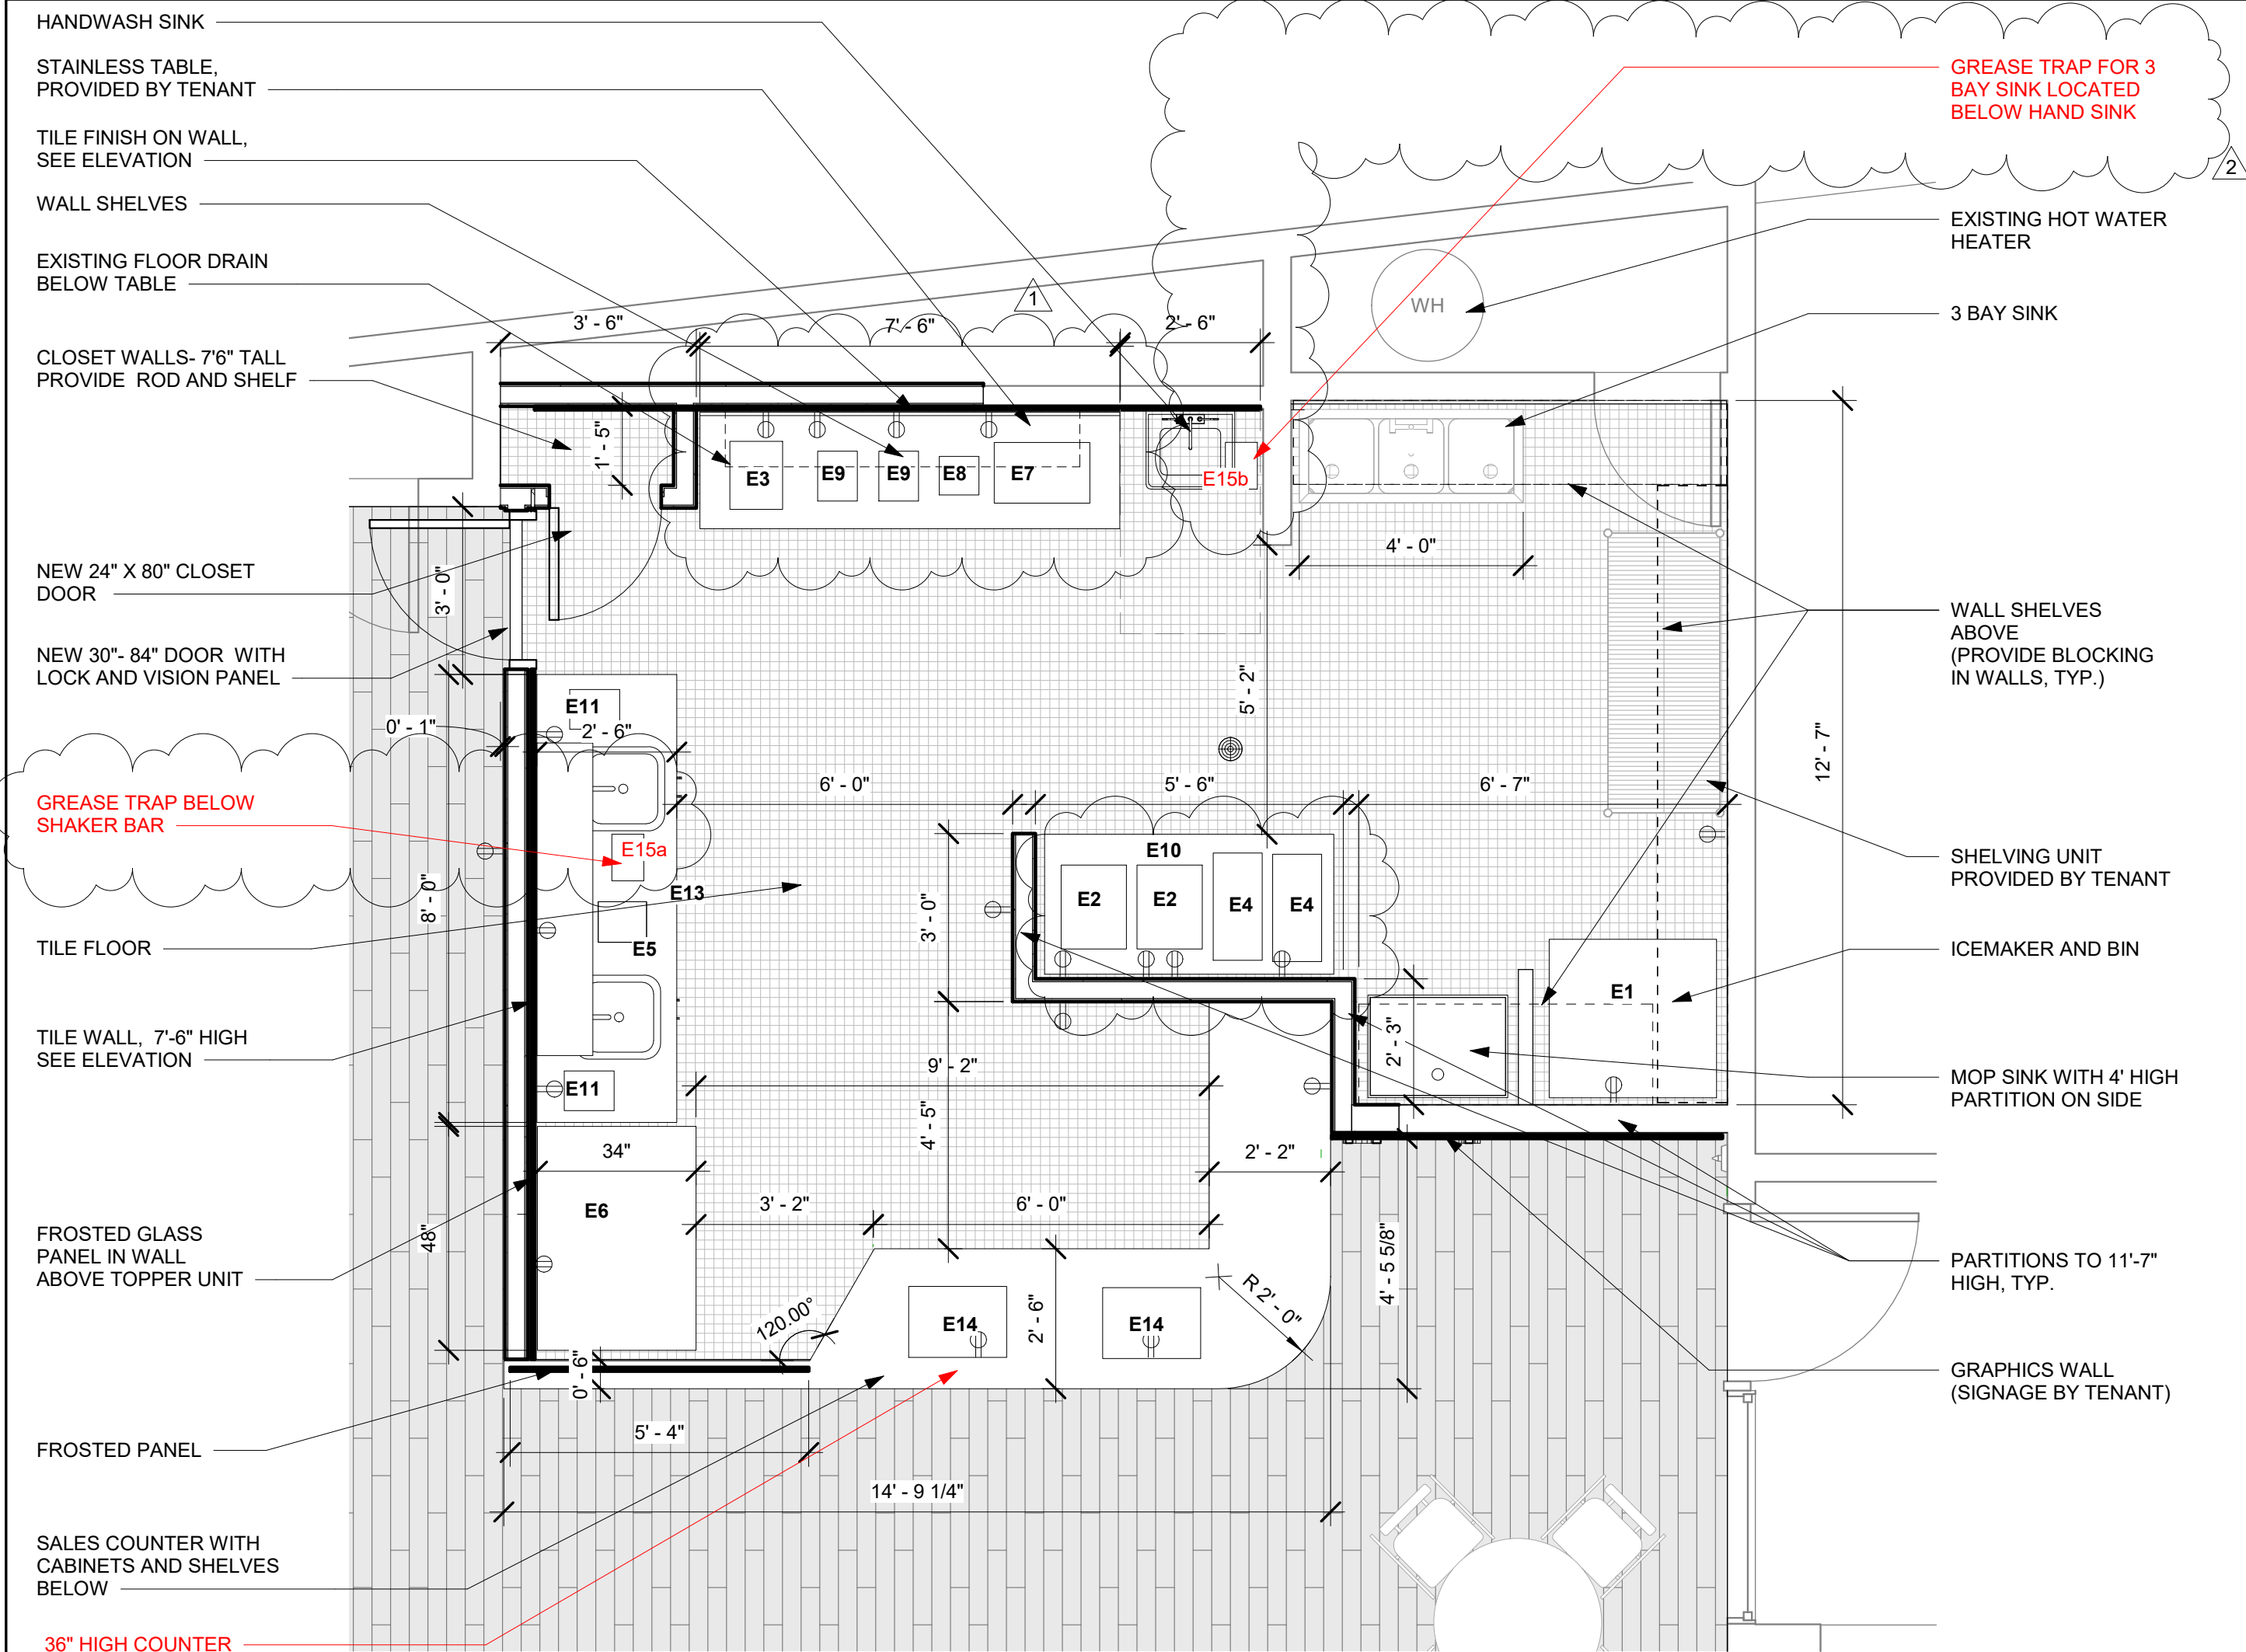 HANDWASH SINK
STAINLESS TABLE,
PROVIDED BY TENANT
TILE FINISH ON WALL,
SEE ELEVATION
WALL SHELVES
EXISTING FLOOR DRAIN
BELOW TABLE
CLOSET WALLS- 7'6" TALL
PROVIDE ROD AND SHELF
NEW 24" X 80" CLOSET
DOOR
NEW 30"- 84" DOOR WITH
LOCK AND VISION PANEL
GREASE TRAP BELOW
SHAKER BAR
TILE FLOOR
TILE WALL, 7'-6" HIGH
SEE ELEVATION
FROSTED GLASS
PANEL IN WALL
ABOVE TOPPER UNIT
FROSTED PANEL
SALES COUNTER WITH
CABINETS AND SHELVES
BELOW
36" HIGH COUNTER
1
3' - 6"
7' - 6"
2' - 6"
WH
1' - 5"
E3
E9
E9
E8
E7
E15b
4' - 0"
3' - 0"
E11
0' - 1"
2' - 6"
5' - 2"
12' - 7"
6' - 0"
5' - 6"
6' - 7"
E15a
E13
8' - 0"
E5
3' - 0"
E10
E2
E2
E4
E4
E1
2' - 3"
E11
9' - 2"
4' - 5"
34"
2' - 2"
E6
48"
3' - 2"
6' - 0"
4' - 5 5/8"
R 2' - 0"
120.00°
E14
2' - 6"
E14
0' - 6"
5' - 4"
14' - 9 1/4"
GREASE TRAP FOR 3
BAY SINK LOCATED
BELOW HAND SINK
2
EXISTING HOT WATER
HEATER
3 BAY SINK
WALL SHELVES
ABOVE
(PROVIDE BLOCKING
IN WALLS, TYP.)
SHELVING UNIT
PROVIDED BY TENANT
ICEMAKER AND BIN
MOP SINK WITH 4' HIGH
PARTITION ON SIDE
PARTITIONS TO 11'-7"
HIGH, TYP.
GRAPHICS WALL
(SIGNAGE BY TENANT)